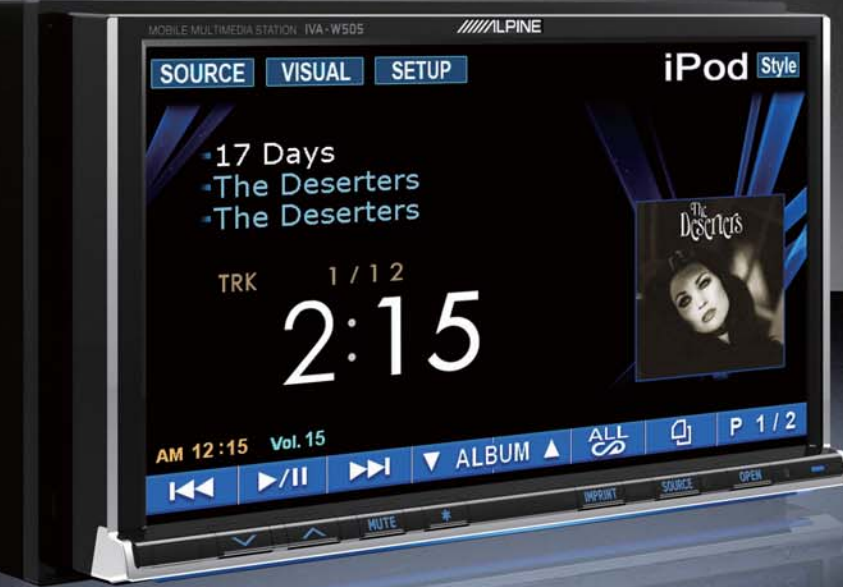 MOBILE MULTIMEDIA STATION IVA-W505 ALPINE
SOURCE VISUAL SETUP iPod Style
17 Days
The Deserters
The Deserters
The Deserters
TRK 1/12
2:15
AM 12:15 Vol. 15
▼ ALBUM ▲ ALL P 1/2
MUTE * IMPRINT SOURCE OPEN